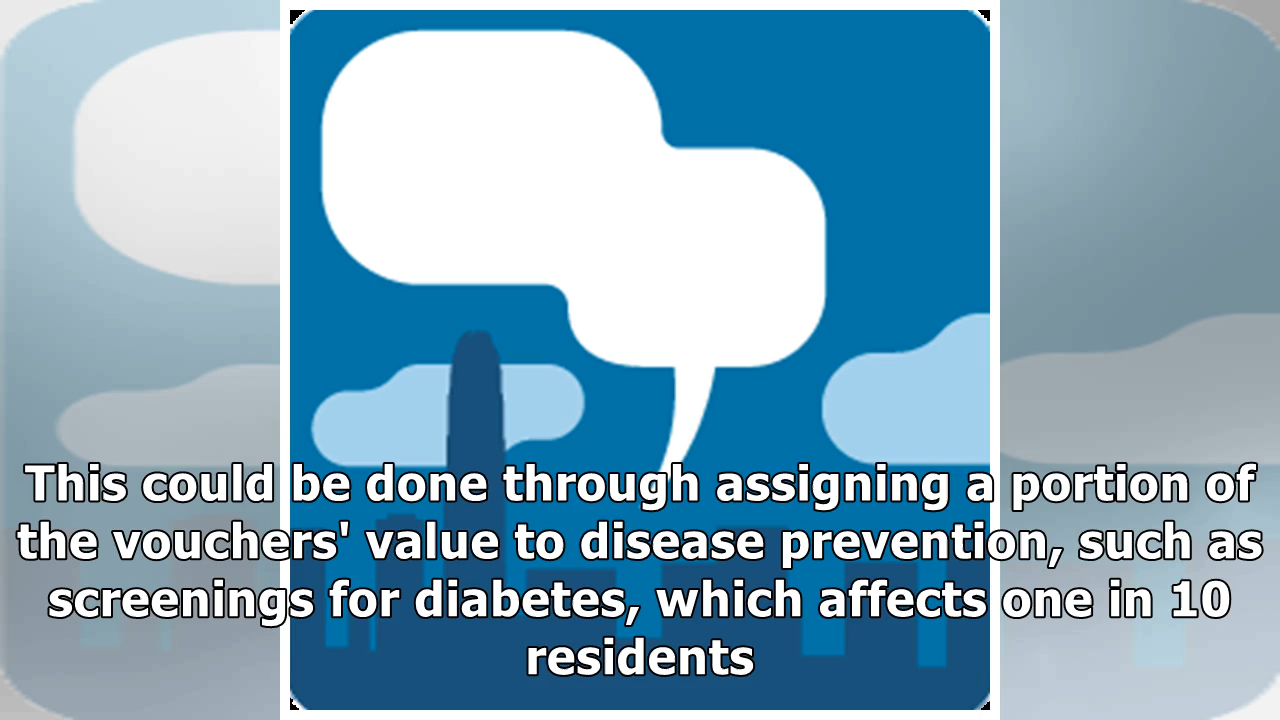 This could be done through assigning a portion of
the vouchers' value to disease prevention, such as
screenings for diabetes, which affects one in 10
residents